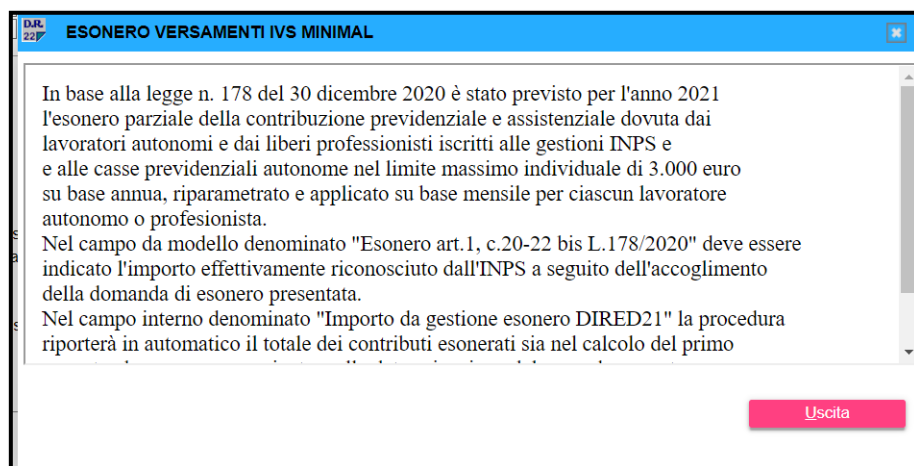 D.R.
22
ESONERO VERSAMENTI IVS MINIMAL
In base alla legge n. 178 del 30 dicembre 2020 è stato previsto per l'anno 2021
l'esonero parziale della contribuzione previdenziale e assistenziale dovuta dai
lavoratori autonomi e dai liberi professionisti iscritti alle gestioni INPS e
e alle casse previdenziali autonome nel limite massimo individuale di 3.000 euro
su base annua, riparametrato e applicato su base mensile per ciascun lavoratore
autonomo o profesionista.
Nel campo da modello denominato "Esonero art.1, c.20-22 bis L.178/2020" deve essere
indicato l'importo effettivamente riconosciuto dall'INPS a seguito dell'accoglimento
della domanda di esonero presentata.
Nel campo interno denominato "Importo da gestione esonero DIRED21" la procedura
riporterà in automatico il totale dei contributi esonerati sia nel calcolo del primo
Uscita